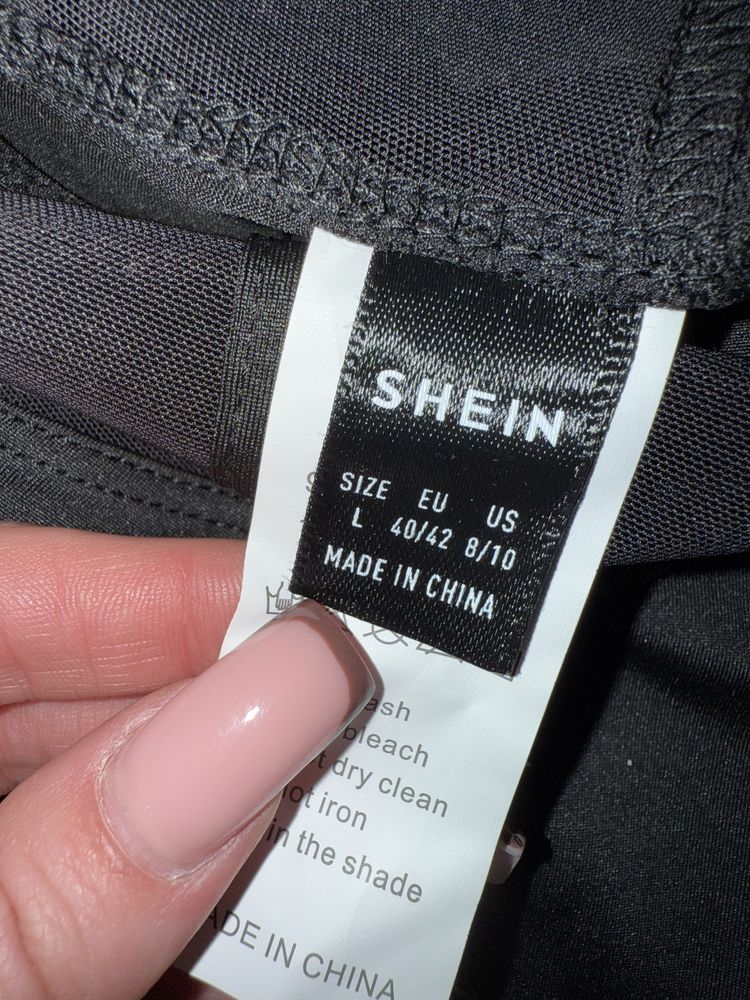 SHEIN
SIZE EU US
L 40/42 8/10
MADE IN CHINA
dry clean
iron
in the shade
IN CHINA